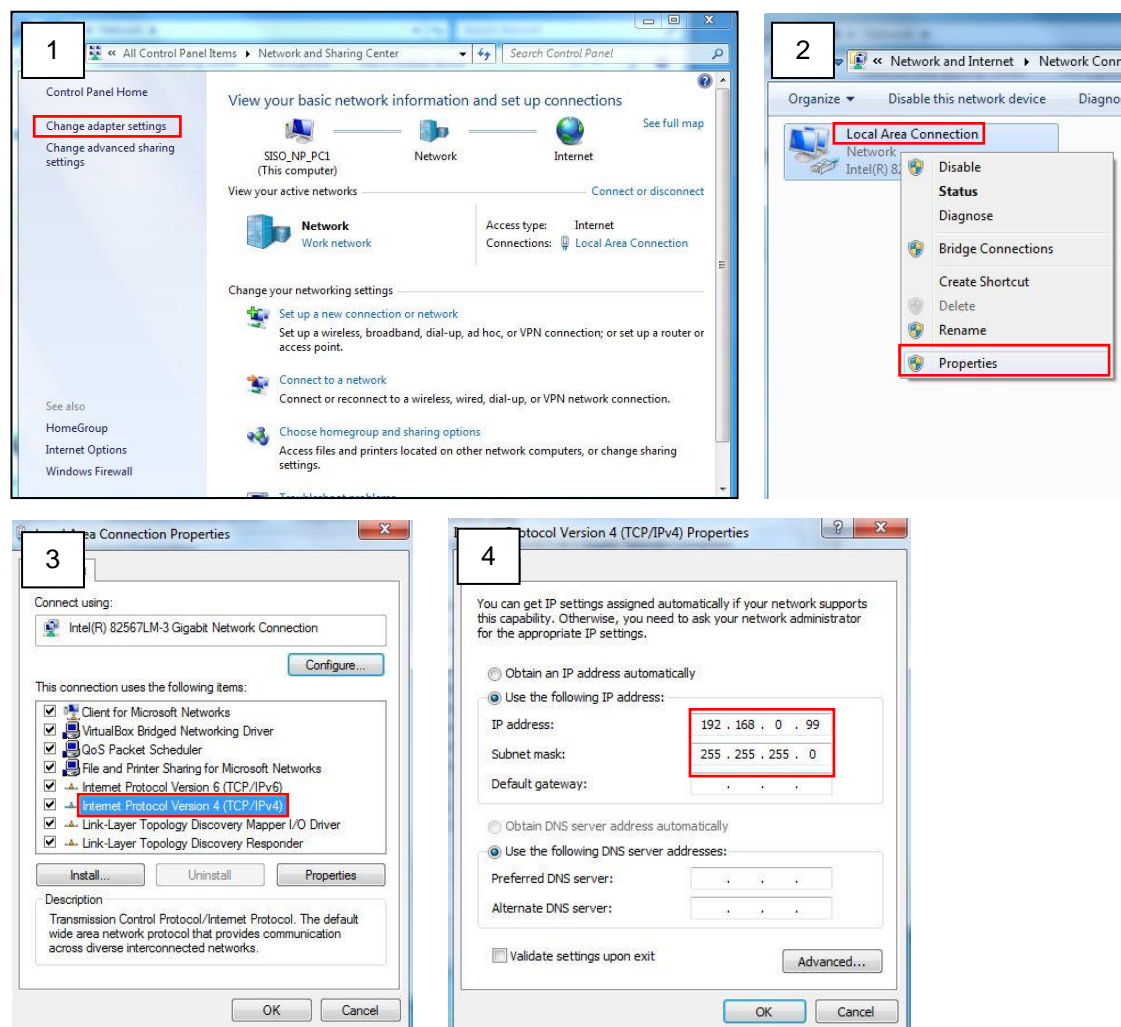 1
« All Control Panel Items ▸ Network and Sharing Center
Search Control Panel
Control Panel Home
Change adapter settings
Change advanced sharing
settings
See also
HomeGroup
Internet Options
Windows Firewall
View your basic network information and set up connections
See full map
SISO_NP_PC1
(This computer)
Network
Internet
View your active networks
Connect or disconnect
Network
Work network
Access type: Internet
Connections: Local Area Connection
Change your networking settings
Set up a new connection or network
Set up a wireless, broadband, dial-up, ad hoc, or VPN connection; or set up a router or
access point.
Connect to a network
Connect or reconnect to a wireless, wired, dial-up, or VPN network connection.
Choose homegroup and sharing options
Access files and printers located on other network computers, or change sharing
settings.
Troubleshoot problems
2
« Network and Internet ▸ Network Conn
Organize Disable this network device Diagno
Local Area Connection
Network
Intel(R) 82
Disable
Status
Diagnose
Bridge Connections
Create Shortcut
Delete
Rename
Properties
3
ea Connection Properties
Connect using:
Intel(R) 82567LM-3 Gigabit Network Connection
Configure...
This connection uses the following items:
Client for Microsoft Networks
VirtualBox Bridged Networking Driver
QoS Packet Scheduler
File and Printer Sharing for Microsoft Networks
Internet Protocol Version 6 (TCP/IPv6)
Internet Protocol Version 4 (TCP/IPv4)
Link-Layer Topology Discovery Mapper I/O Driver
Link-Layer Topology Discovery Responder
Install... Uninstall Properties
Description
Transmission Control Protocol/Internet Protocol. The default
wide area network protocol that provides communication
across diverse interconnected networks.
OK Cancel
4
otocol Version 4 (TCP/IPv4) Properties
You can get IP settings assigned automatically if your network supports
this capability. Otherwise, you need to ask your network administrator
for the appropriate IP settings.
Obtain an IP address automatically
Use the following IP address:
IP address: 192 . 168 . 0 . 99
Subnet mask: 255 . 255 . 255 . 0
Default gateway: . . .
Obtain DNS server address automatically
Use the following DNS server addresses:
Preferred DNS server: . . .
Alternate DNS server: . . .
Validate settings upon exit
Advanced...
OK Cancel